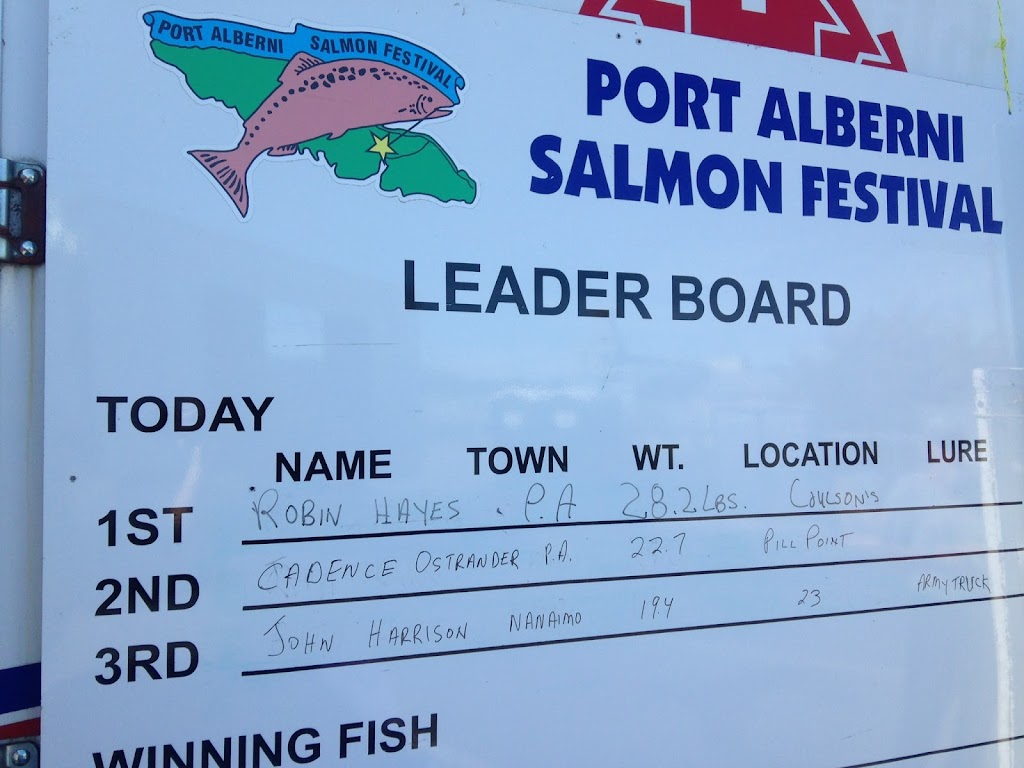 PORT ALBERNI SALMON FESTIVAL
PORT ALBERNI
SALMON FESTIVAL
LEADER BOARD
TODAY
NAME TOWN WT. LOCATION LURE
1ST ROBIN HAYES . P.A 28.2 LBS. COULSON'S
2ND CADENCE OSTRANDER P.A. 22.7 PILL POINT
3RD JOHN HARRISON NANAIMO 19.4 23 ARMY TRUCK
WINNING FISH